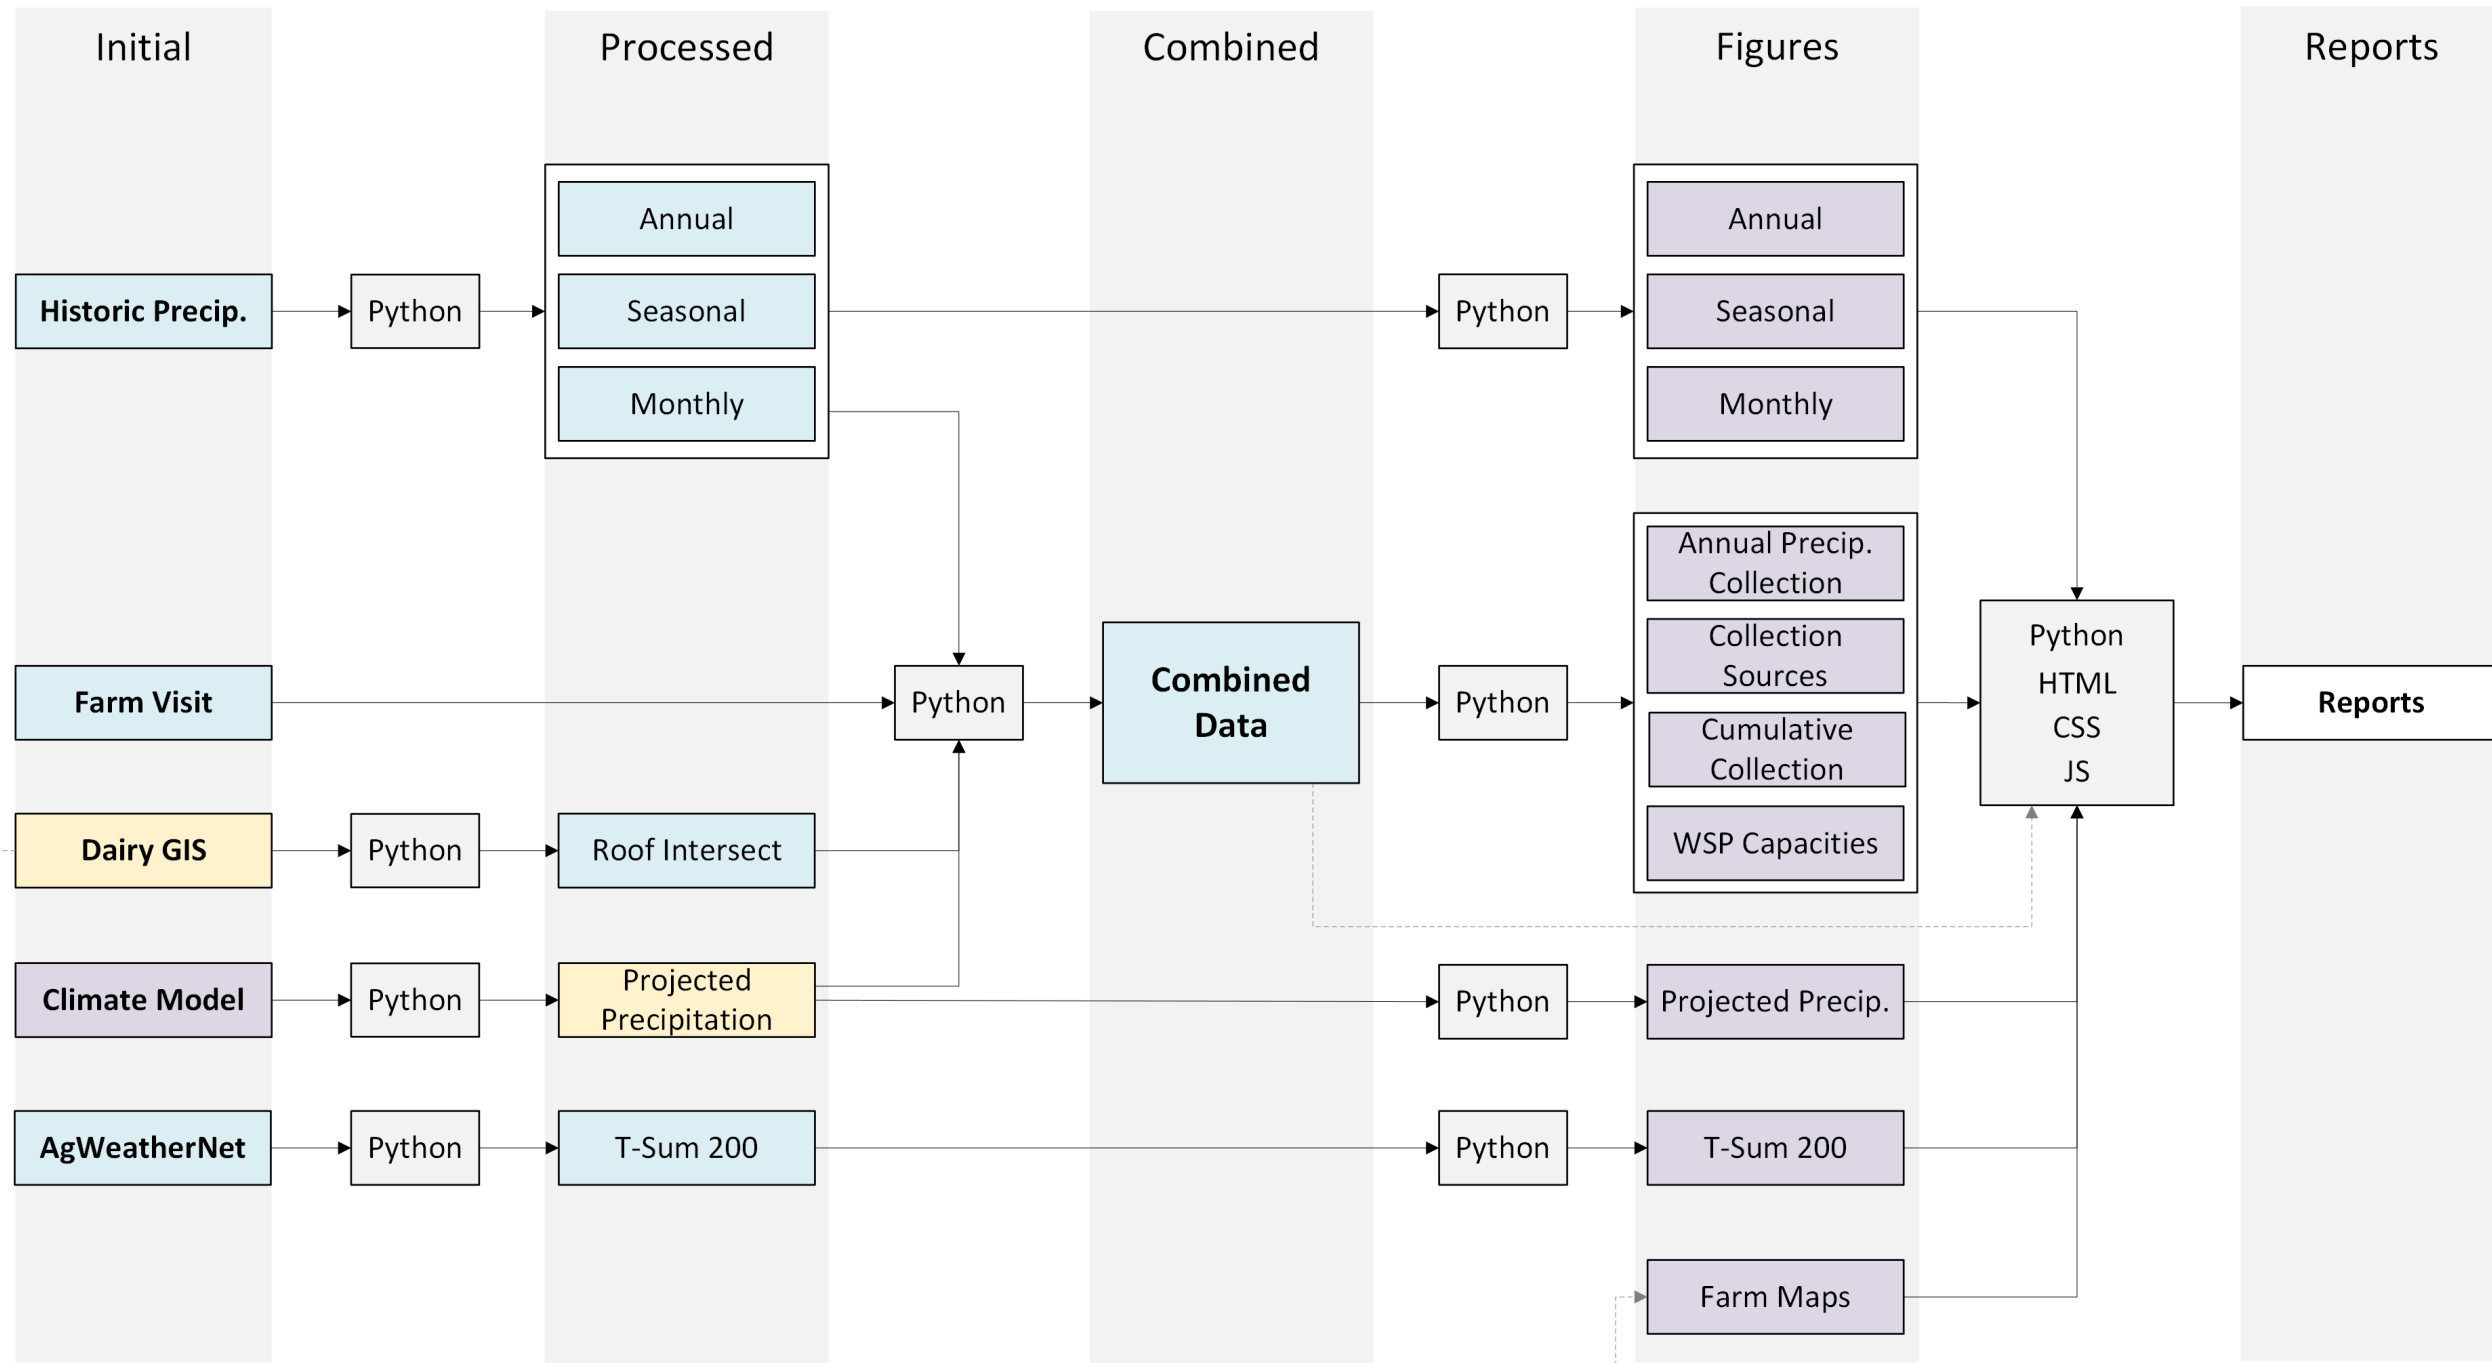 Initial
Processed
Combined
Figures
Reports
Annual
Seasonal
Monthly
Historic Precip.
Python
Python
Annual
Seasonal
Monthly
Farm Visit
Python
Combined
Data
Python
Annual Precip.
Collection
Collection
Sources
Cumulative
Collection
WSP Capacities
Python
HTML
CSS
JS
Reports
Dairy GIS
Python
Roof Intersect
Climate Model
Python
Projected
Precipitation
Python
Projected Precip.
AgWeatherNet
Python
T-Sum 200
Python
T-Sum 200
Farm Maps